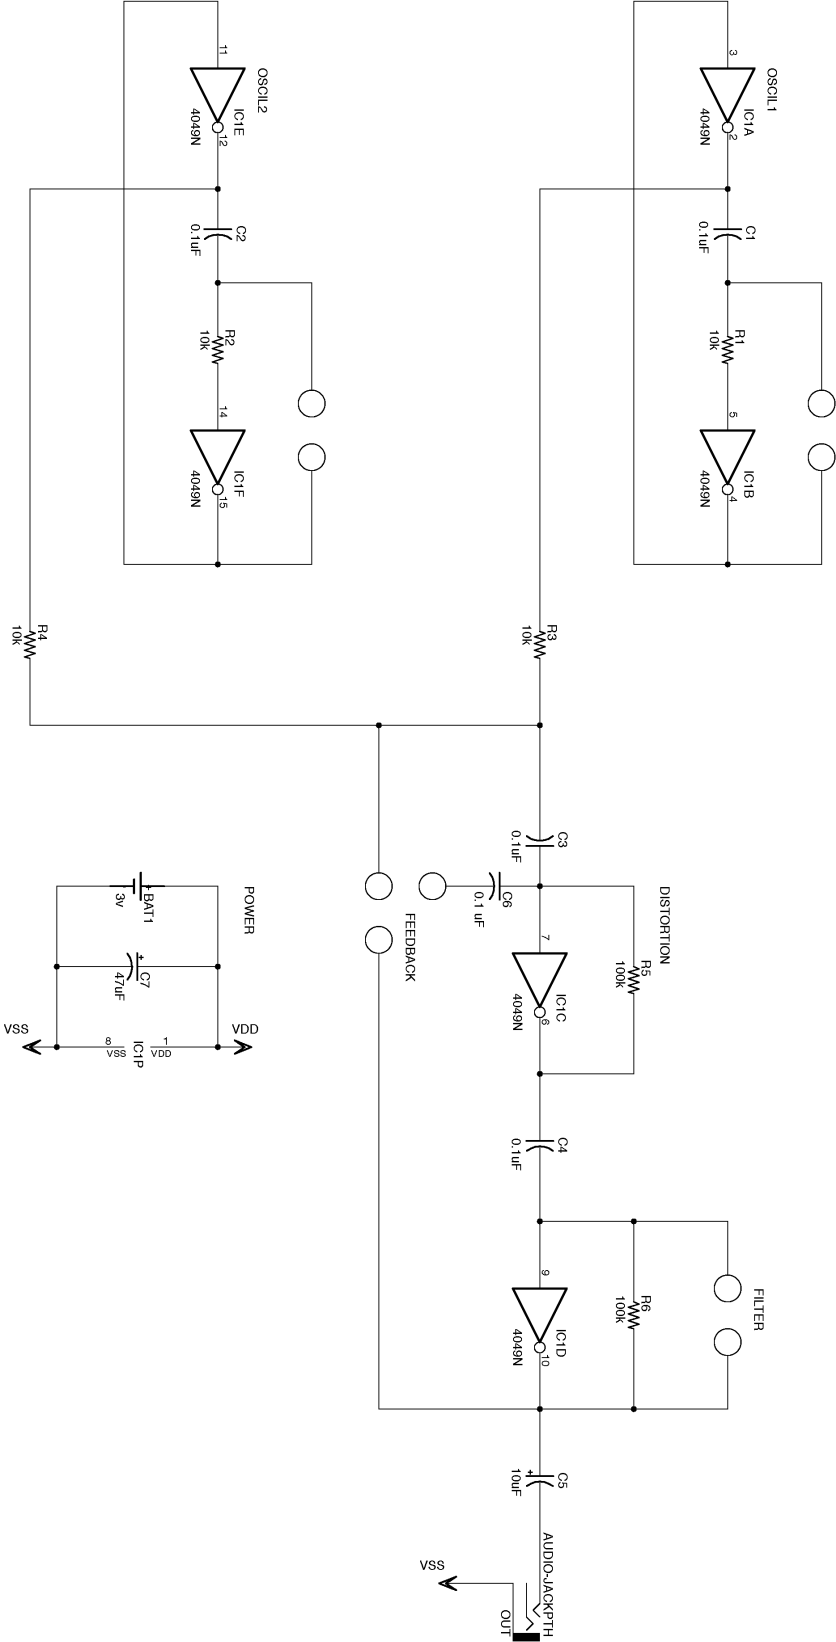 OSCIL1
3
IC1A
2
4049N
C1
0.1uF
R1
10k
5
IC1B
4
4049N
R3
10k
OSCIL2
11
IC1E
12
4049N
C2
0.1uF
R2
10k
14
IC1F
15
4049N
R4
10k
DISTORTION
C3
0.1uF
C6
0.1 uF
R5
100k
7
IC1C
6
4049N
FEEDBACK
C4
0.1uF
FILTER
R6
100k
9
IC1D
10
4049N
C5
+
10uF
AUDIO-JACKPTH
OUT
VSS
POWER
+
BAT1
3v
+
C7
47uF
VDD
VSS
IC1P
1
VDD
8
VSS